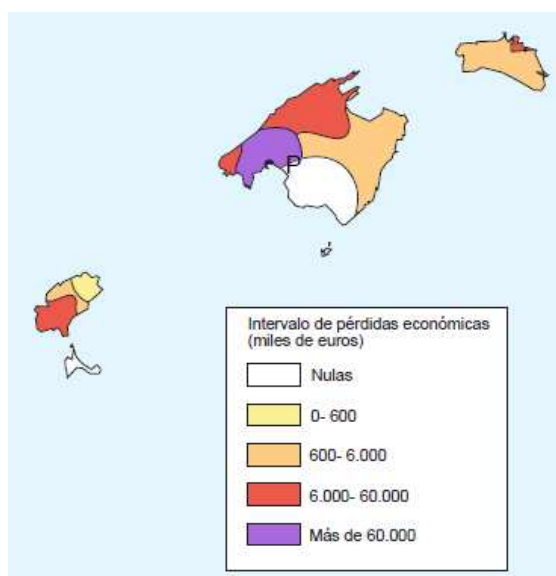 P
Intervalo de pérdidas económicas
(miles de euros)
Nulas
0- 600
600- 6.000
6.000- 60.000
Más de 60.000